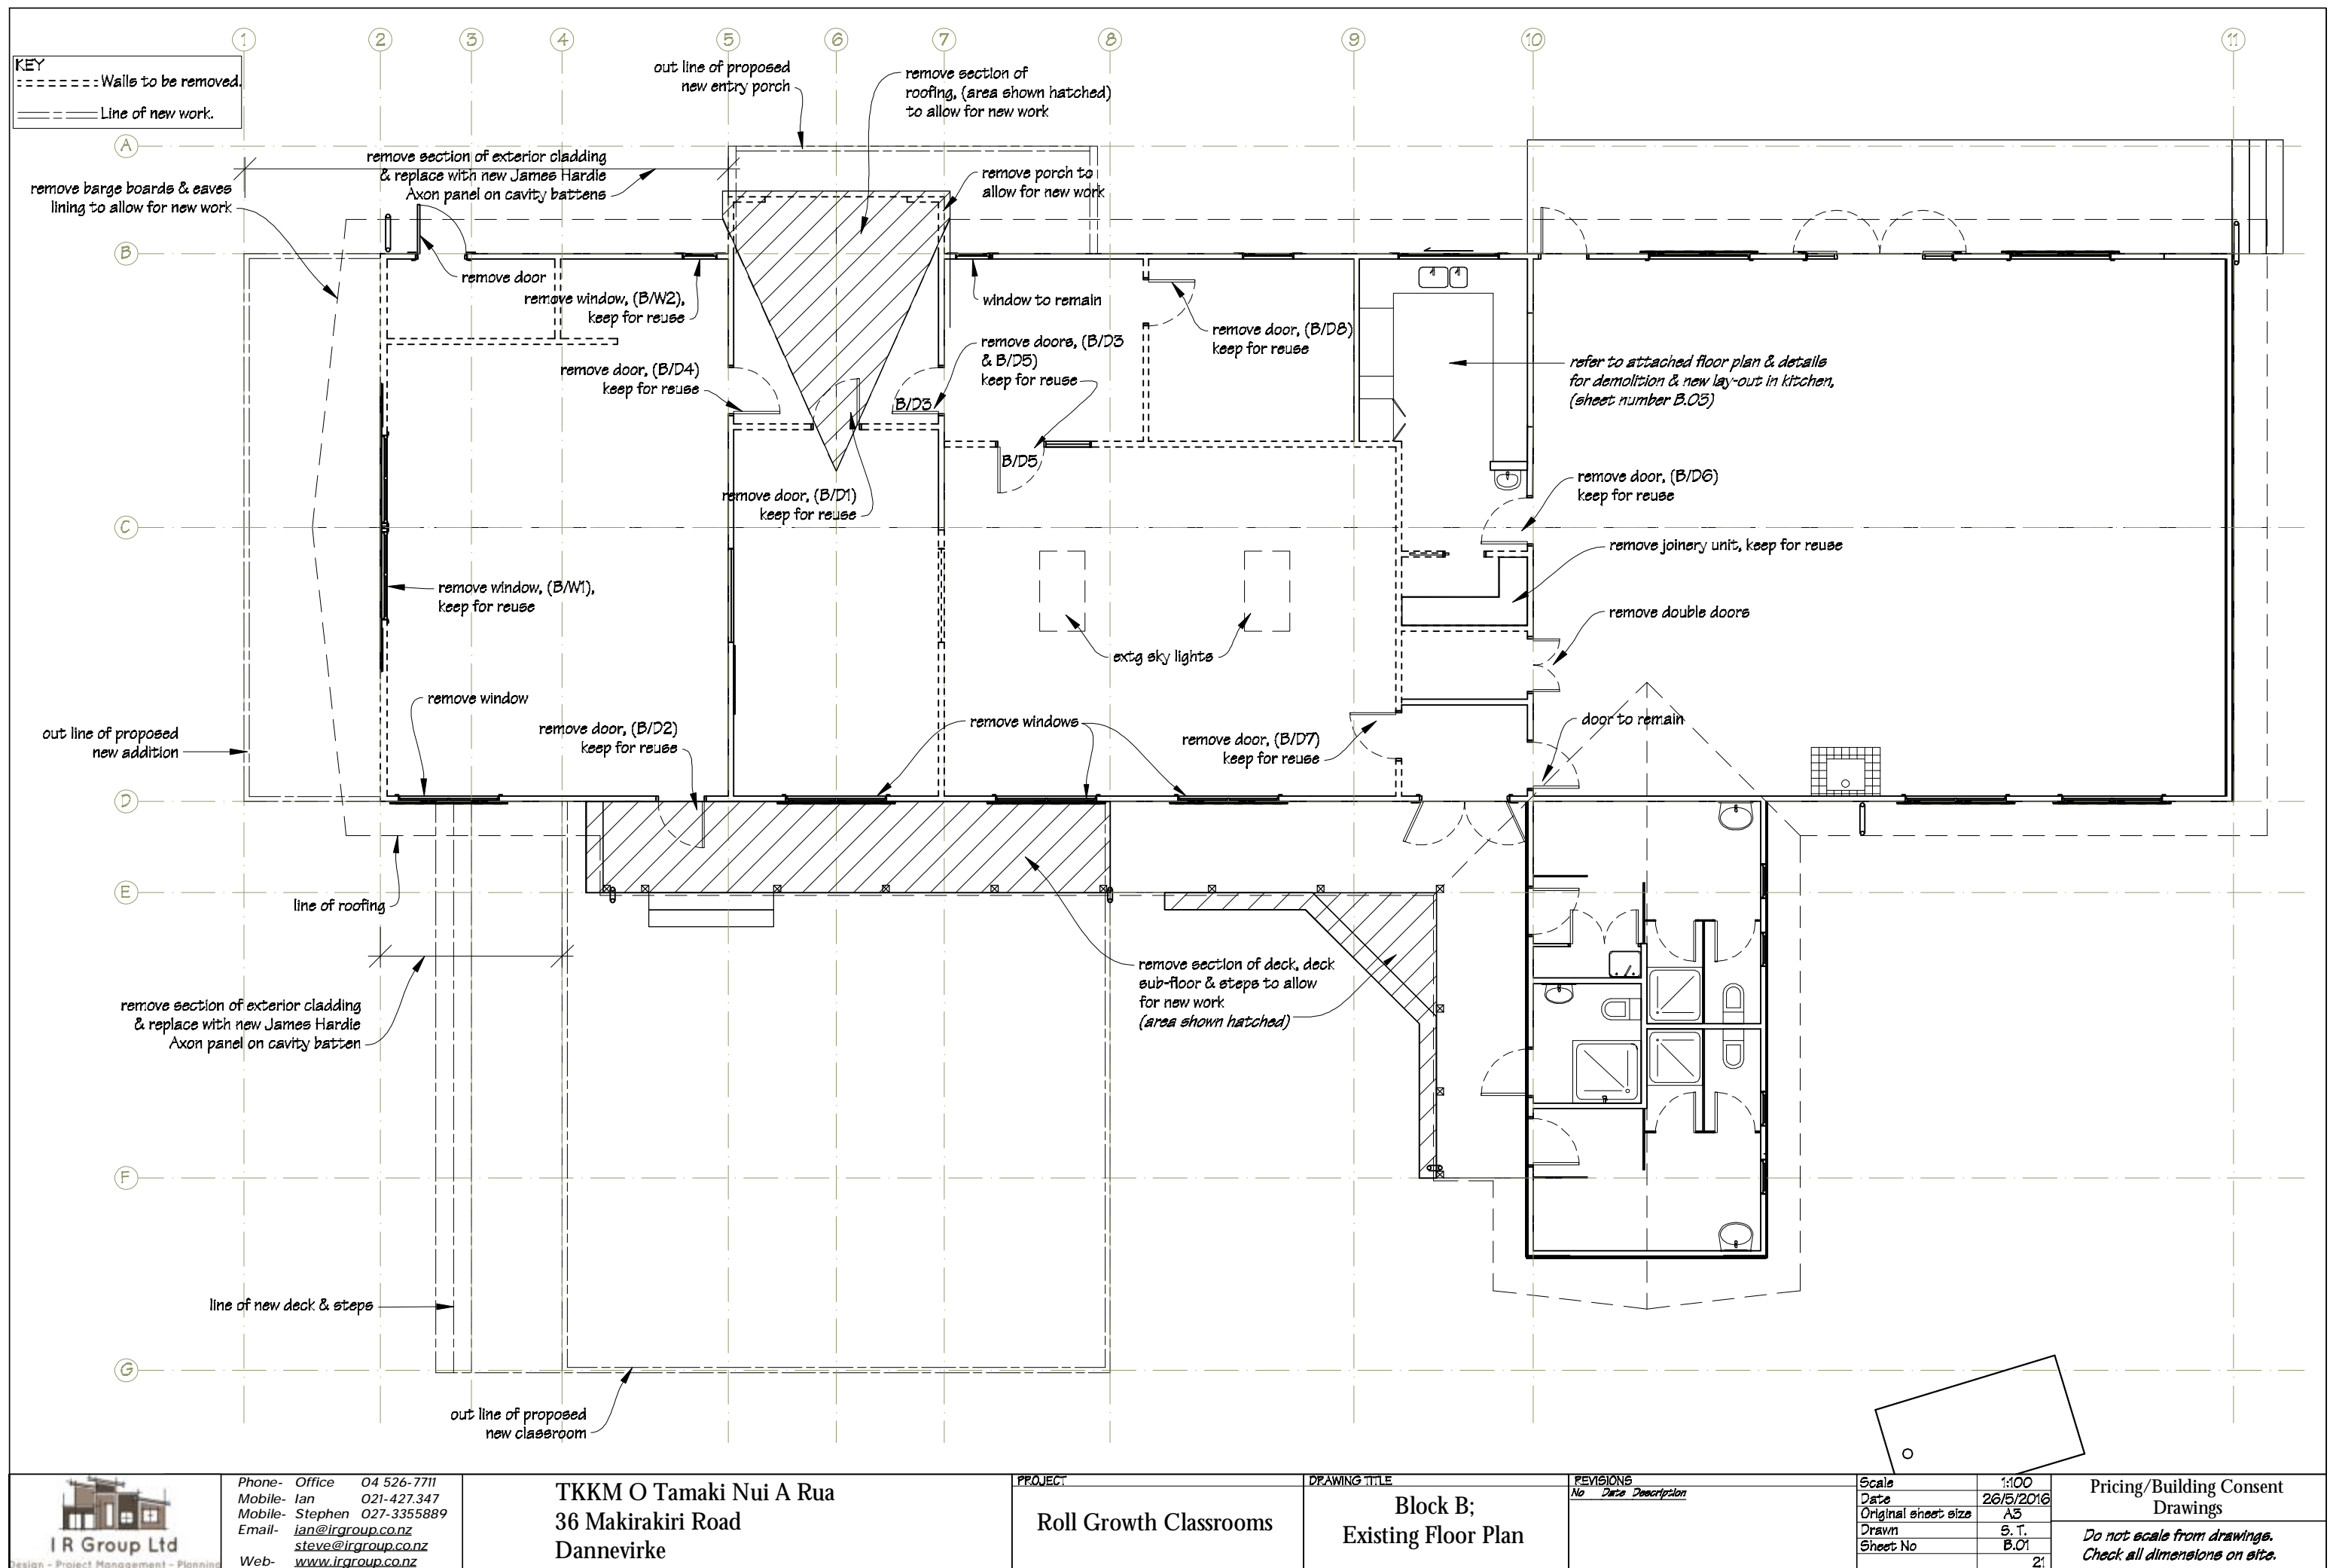 1
2
3
4
5
6
7
8
9
10
11
KEY
Walls to be removed.
Line of new work.
A
B
C
D
E
F
G
out line of proposed
new entry porch
remove section of
roofing, (area shown hatched)
to allow for new work
remove section of exterior cladding
& replace with new James Hardie
Axon panel on cavity battens
remove barge boards & eaves
lining to allow for new work
remove porch to
allow for new work
remove door
remove window, (B/W2),
keep for reuse
window to remain
remove door, (B/D8)
keep for reuse
remove doors, (B/D3
& B/D5)
keep for reuse
remove door, (B/D4)
keep for reuse
B/D3
refer to attached floor plan & details
for demolition & new lay-out in kitchen,
(sheet number B.03)
B/D5
remove door, (B/D1)
keep for reuse
remove door, (B/D6)
keep for reuse
remove joinery unit, keep for reuse
remove window, (B/W1),
keep for reuse
remove double doors
extg sky lights
remove window
out line of proposed
new addition
remove door, (B/D2)
keep for reuse
remove windows
remove door, (B/D7)
keep for reuse
door to remain
line of roofing
remove section of deck, deck
sub-floor & steps to allow
for new work
(area shown hatched)
remove section of exterior cladding
& replace with new James Hardie
Axon panel on cavity batten
line of new deck & steps
out line of proposed
new classroom
I R Group Ltd
Design - Project Management - Planning
Phone- Office 04 526-7711
Mobile- Ian 021-427.347
Mobile- Stephen 027-3355889
Email- ian@irgroup.co.nz
steve@irgroup.co.nz
Web- www.irgroup.co.nz
TKKM O Tamaki Nui A Rua
36 Makirakiri Road
Dannevirke
PROJECT
Roll Growth Classrooms
DRAWING TITLE
Block B;
Existing Floor Plan
REVISIONS
No Date Description
Scale 1:100
Date 26/5/2016
Original sheet size A3
Drawn S. T.
Sheet No B.01
21
Pricing/Building Consent
Drawings
Do not scale from drawings.
Check all dimensions on site.